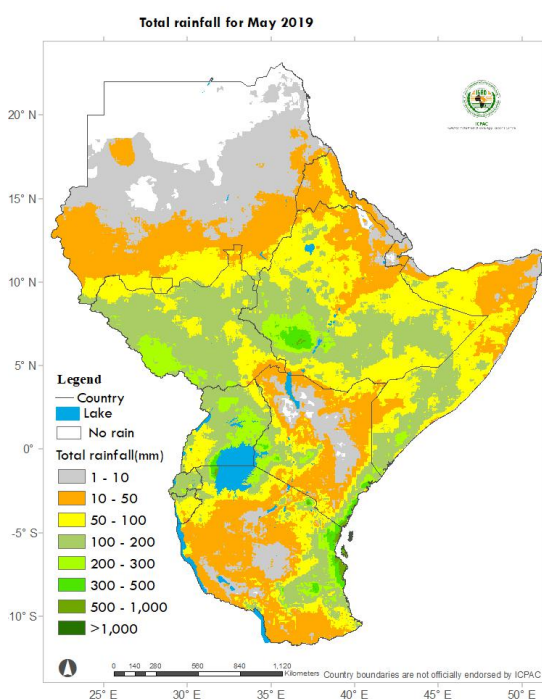 Total rainfall for May 2019
ICPAC
20° N
15° N
10° N
5° N
0°
5° S
10° S
Legend
Country
Lake
No rain
Total rainfall(mm)
1 - 10
10 - 50
50 - 100
100 - 200
200 - 300
300 - 500
500 - 1,000
>1,000
0 140 280 560 840 1,120
Kilometers
Country boundaries are not officially endorsed by ICPAC
25° E 30° E 35° E 40° E 45° E 50° E